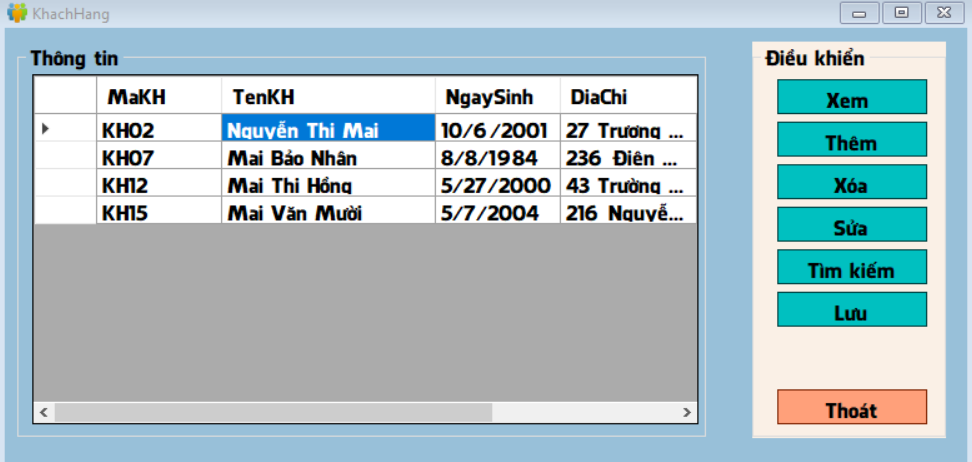 KhachHang
Thông tin
MaKH TenKH NgaySinh DiaChi
KH02 Nguyễn Thi Mai 10/6/2001 27 Trương ...
KH07 Mai Bảo Nhân 8/8/1984 236 Điên ...
KH12 Mai Thi Hồng 5/27/2000 43 Trường ...
KH15 Mai Văn Mười 5/7/2004 216 Nguyễ...
Điều khiển
Xem
Thêm
Xóa
Sửa
Tìm kiếm
Lưu
Thoát